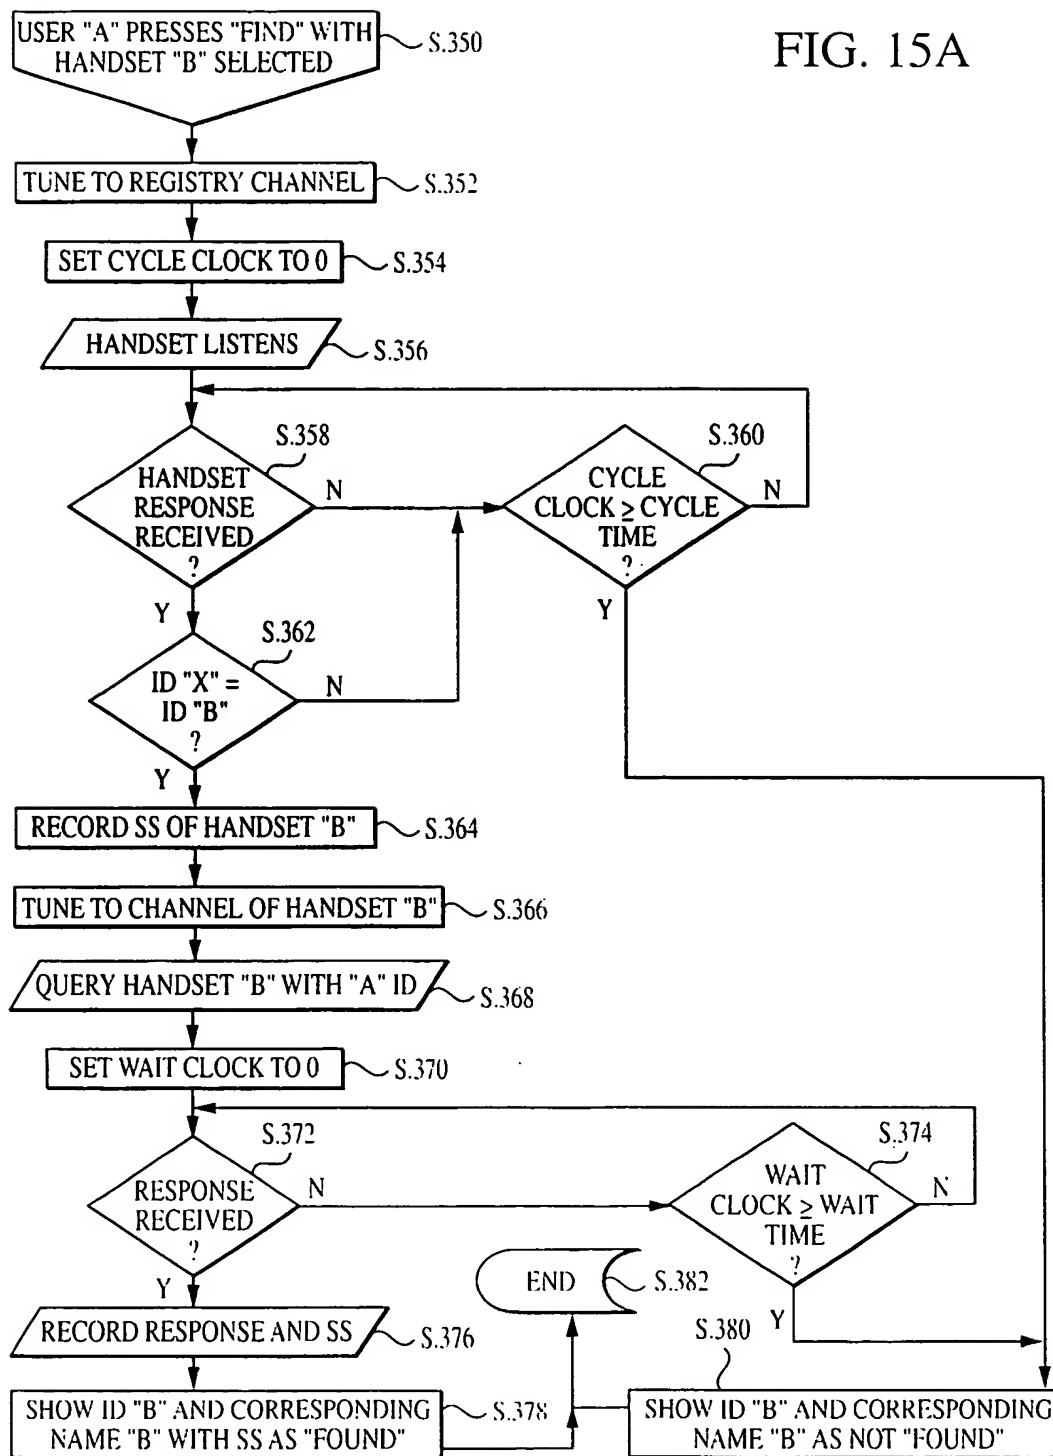 FIG. 15A
USER "A" PRESSES "FIND" WITH
HANDSET "B" SELECTED
S.350
TUNE TO REGISTRY CHANNEL
S.352
SET CYCLE CLOCK TO 0
S.354
HANDSET LISTENS
S.356
HANDSET
RESPONSE
RECEIVED
?
S.358
N
Y
CYCLE
CLOCK ≥ CYCLE
TIME
?
S.360
N
Y
ID "X" =
ID "B"
?
S.362
N
Y
RECORD SS OF HANDSET "B"
S.364
TUNE TO CHANNEL OF HANDSET "B"
S.366
QUERY HANDSET "B" WITH "A" ID
S.368
SET WAIT CLOCK TO 0
S.370
RESPONSE
RECEIVED
?
S.372
N
Y
WAIT
CLOCK ≥ WAIT
TIME
?
S.374
N
Y
END
S.382
RECORD RESPONSE AND SS
S.376
SHOW ID "B" AND CORRESPONDING
NAME "B" WITH SS AS "FOUND"
S.378
S.380
SHOW ID "B" AND CORRESPONDING
NAME "B" AS NOT "FOUND"